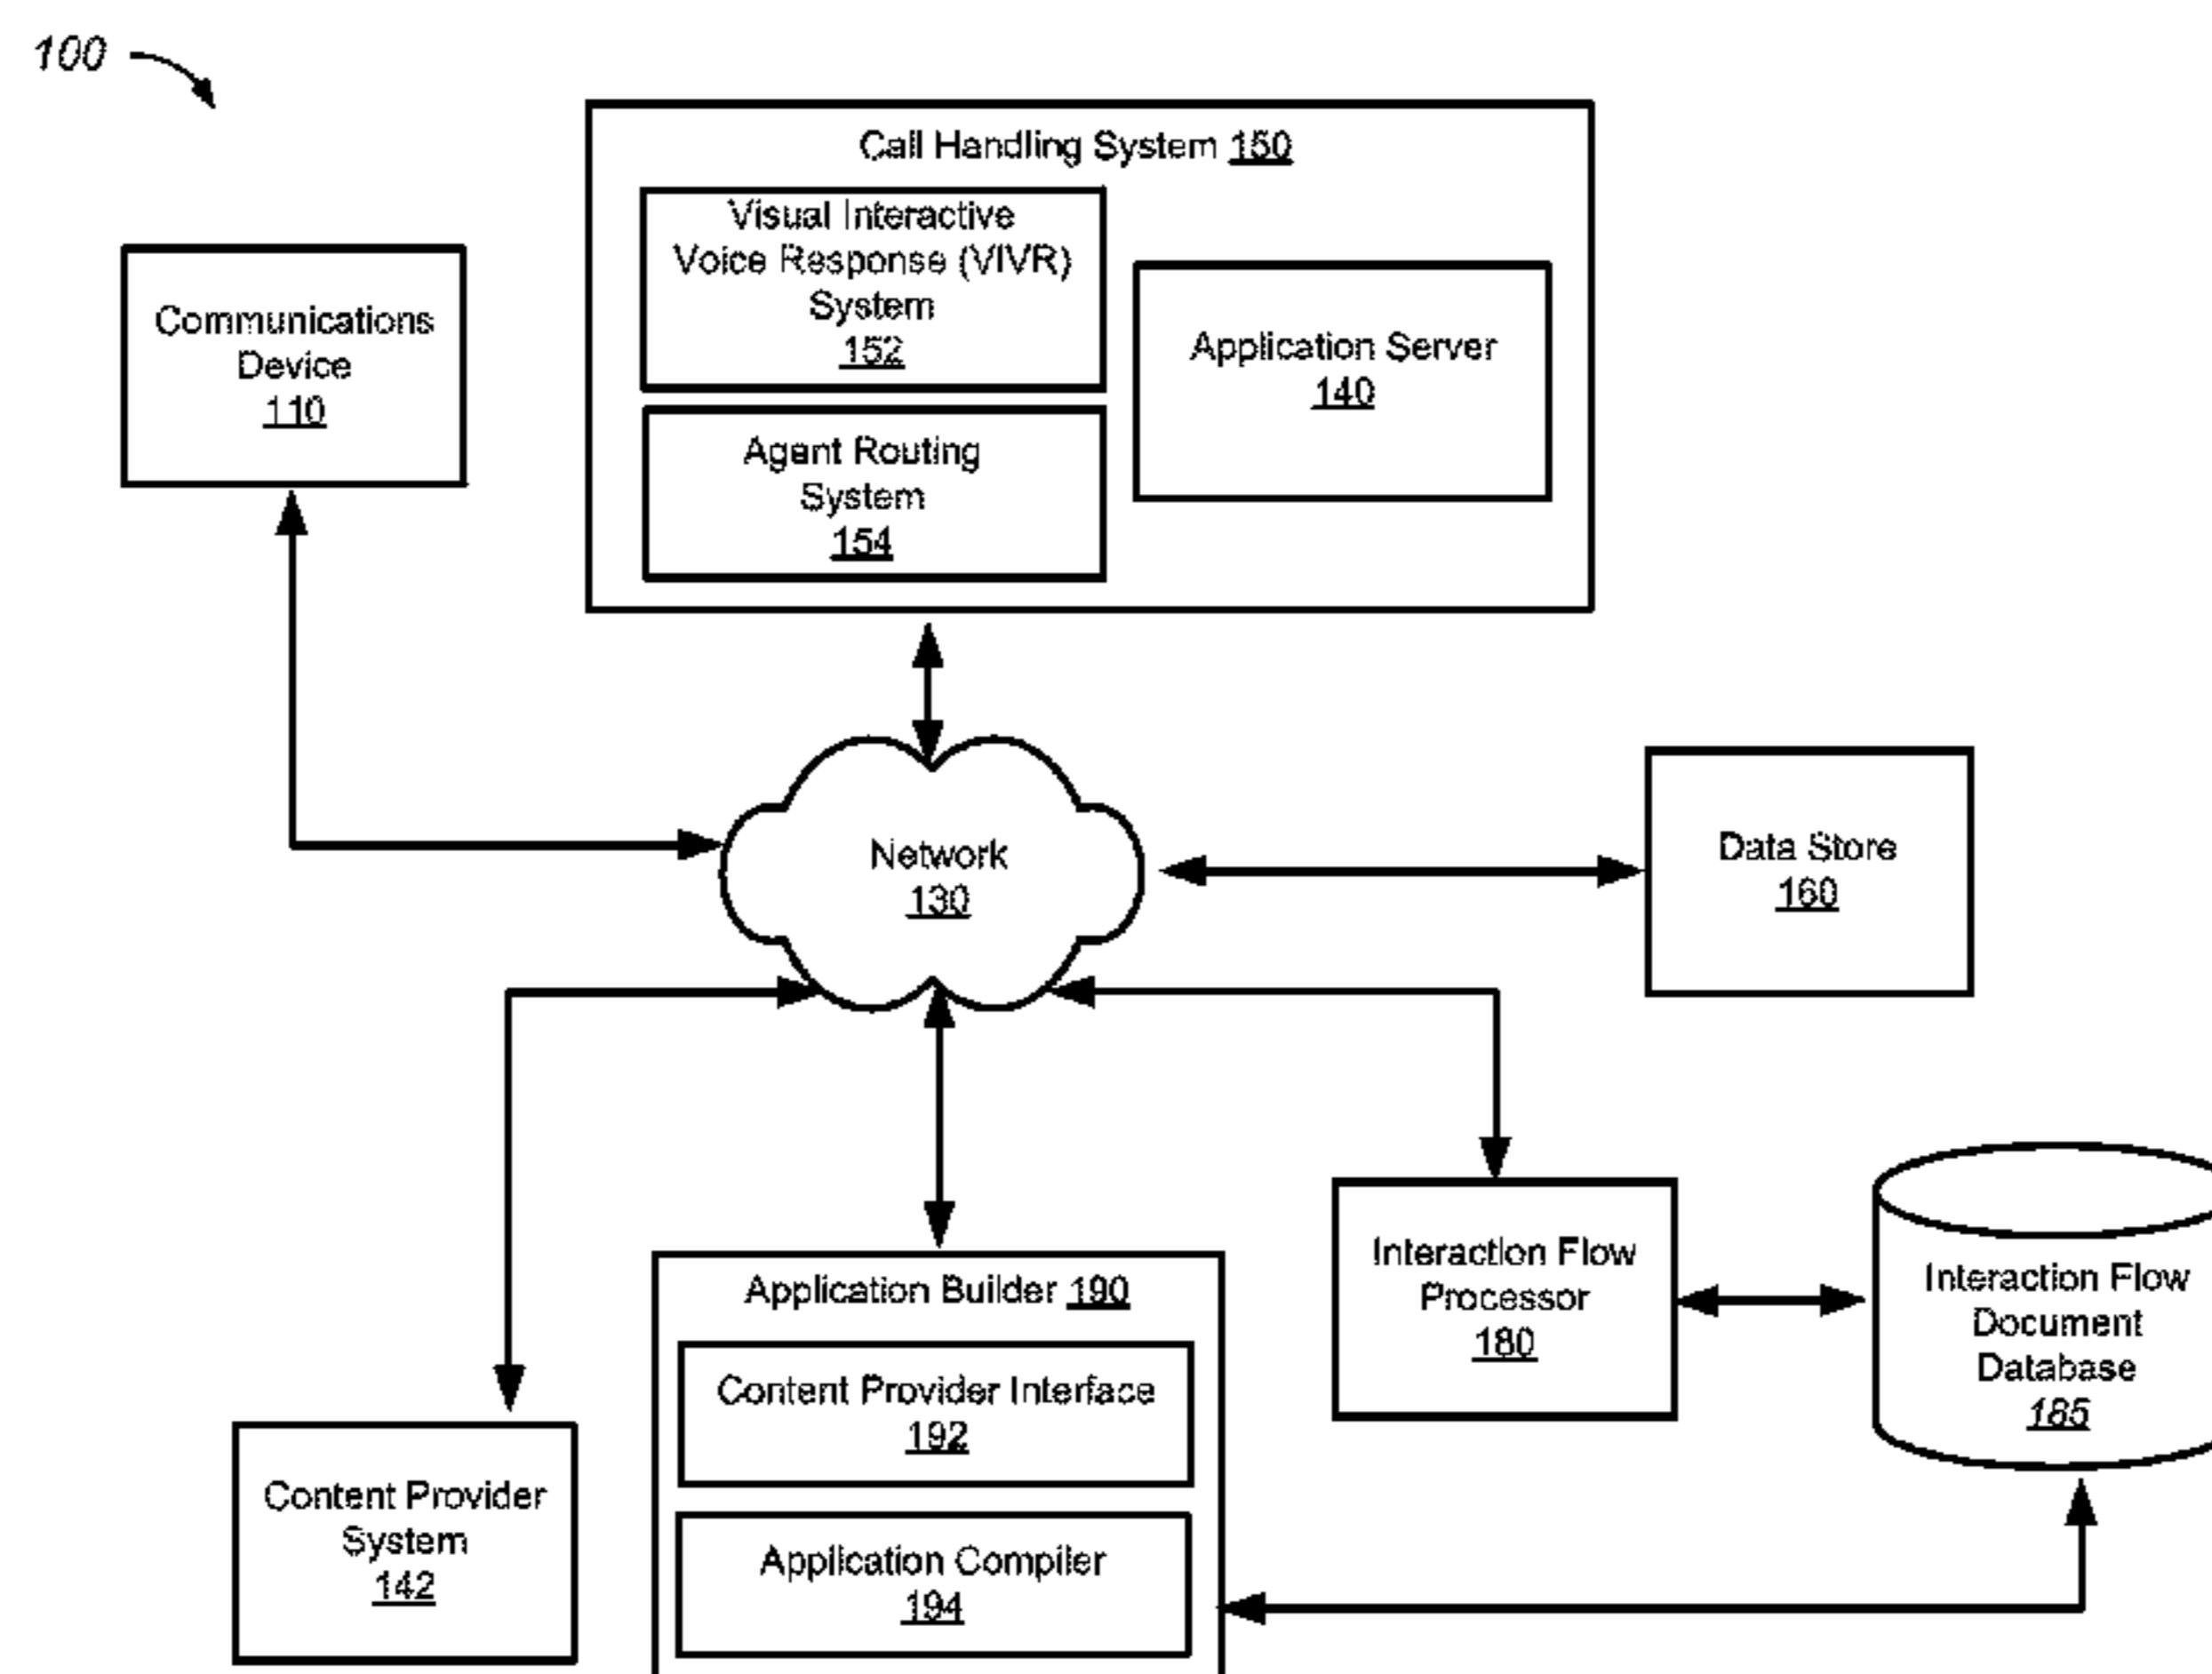 100
Call Handling System 150
Visual Interactive
Voice Response (VIVR)
System
152
Communications
Device
110
Application Server
140
Agent Routing
System
154
Network
130
Data Store
160
Application Builder 190
Content Provider Interface
192
Application Compiler
194
Interaction Flow
Processor
180
Interaction Flow
Document
Database
185
Content Provider
System
142